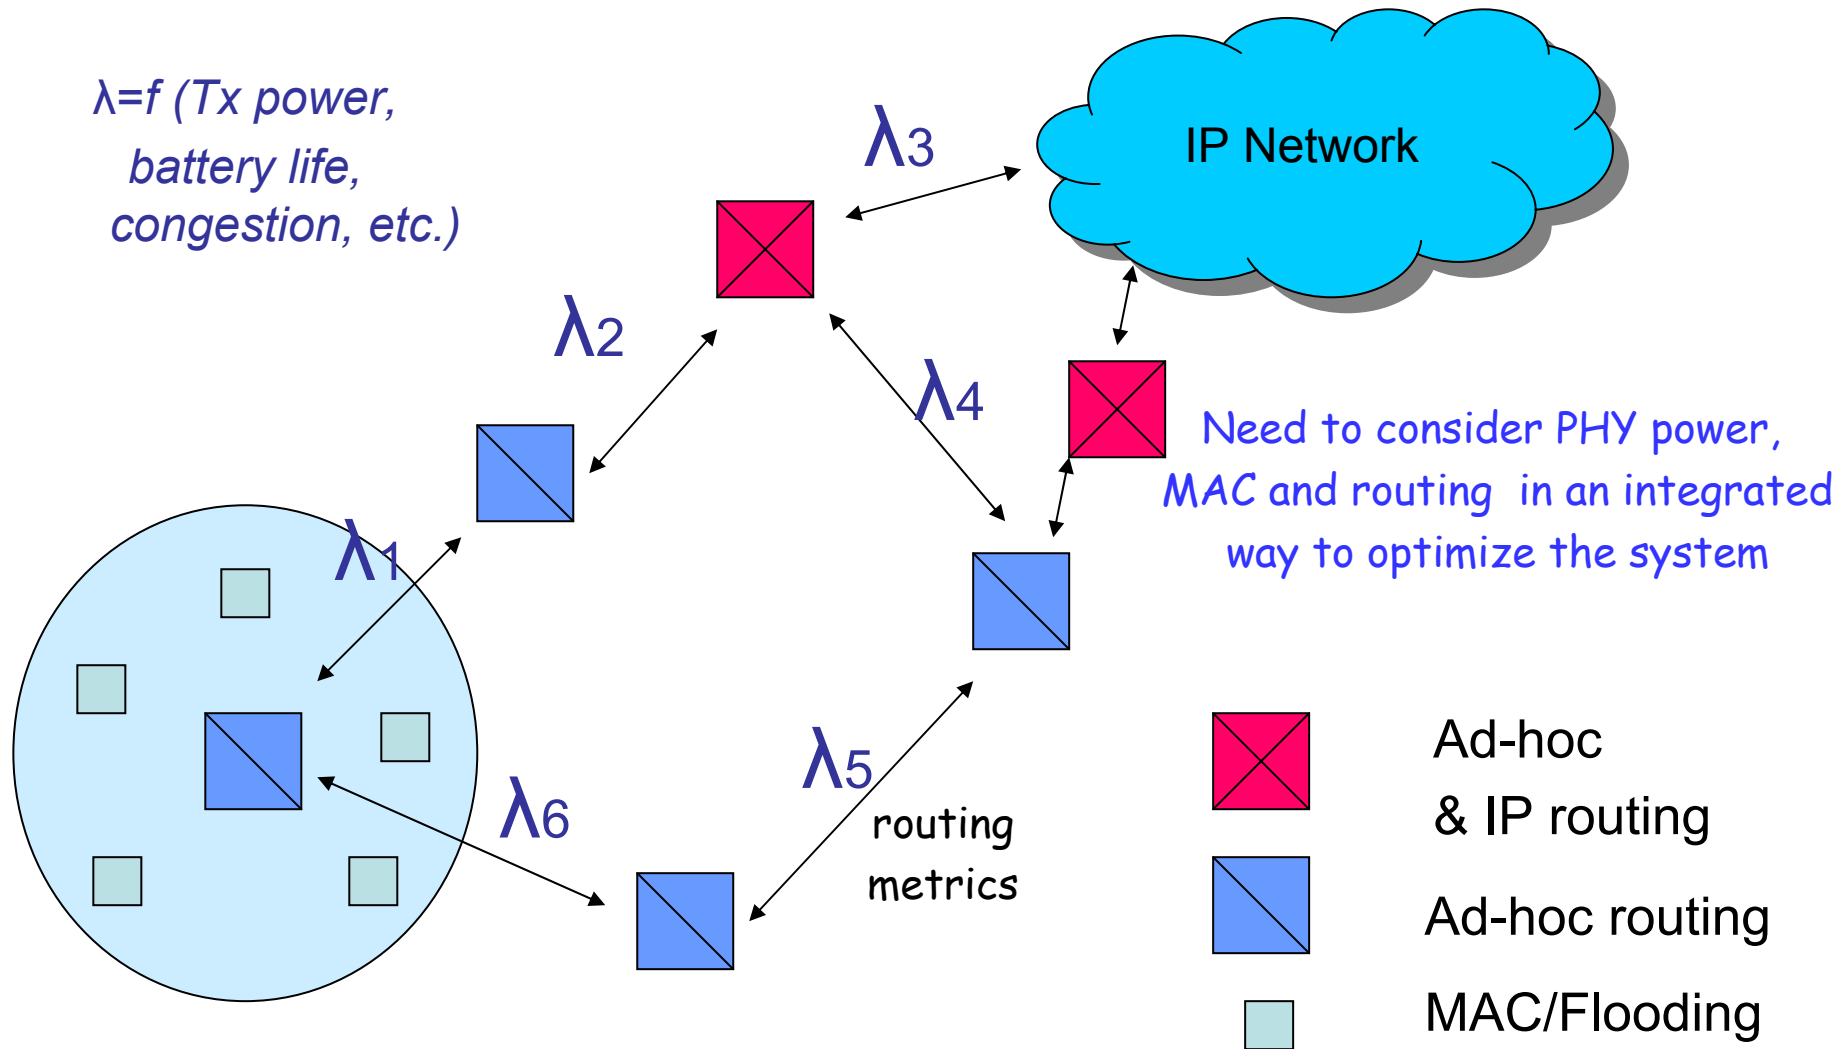 λ=f (Tx power,
battery life,
congestion, etc.)
λ3
IP Network
λ2
λ4
Need to consider PHY power,
MAC and routing in an integrated
way to optimize the system
λ1
λ5
λ6
routing
metrics
Ad-hoc
& IP routing
Ad-hoc routing
MAC/Flooding